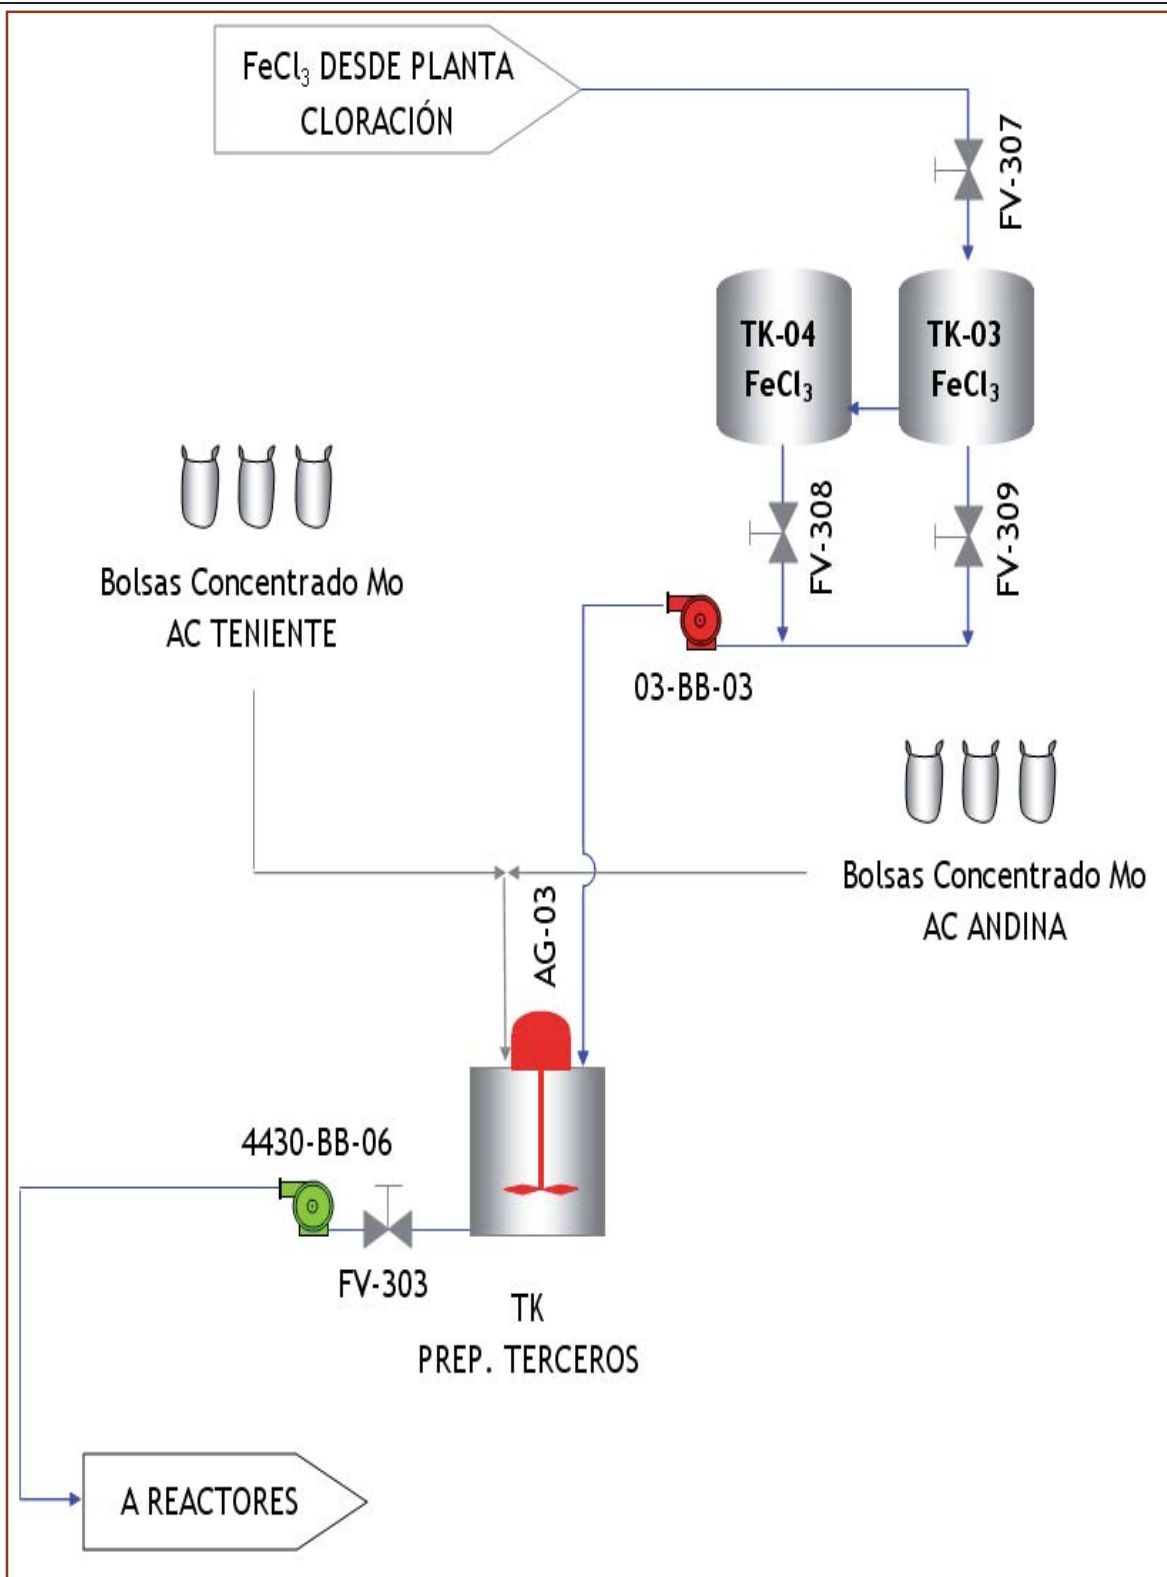 FeCl₃ DESDE PLANTA
CLORACIÓN
FV-307
TK-04
FeCl₃
TK-03
FeCl₃
FV-308
FV-309
Bolsas Concentrado Mo
AC TENIENTE
03-BB-03
Bolsas Concentrado Mo
AC ANDINA
AG-03
4430-BB-06
FV-303
TK
PREP. TERCEROS
A REACTORES